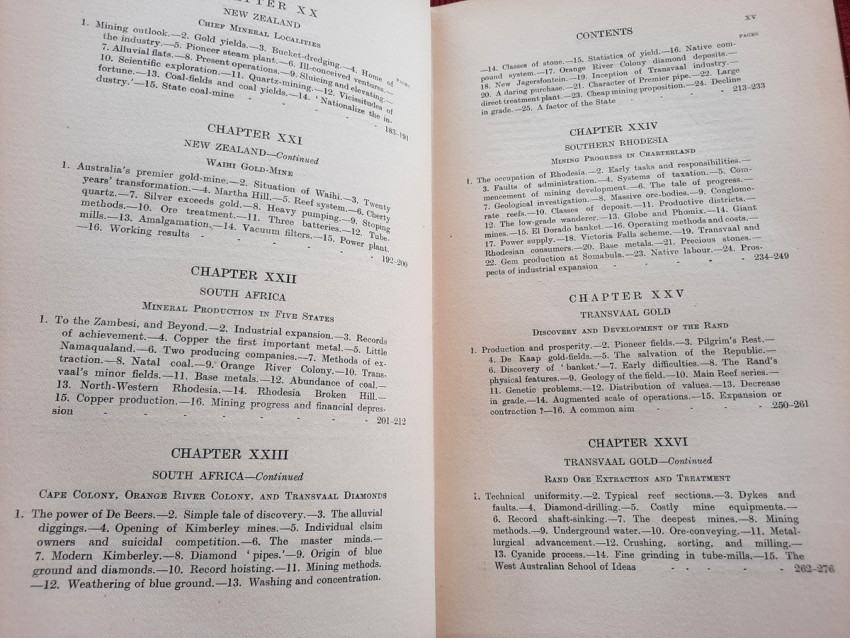 CHAPTER XX
NEW ZEALAND
CHIEF MINERAL LOCALITIES
PAGES
1. Mining outlook.—2. Gold yields.—3. Bucket-dredging.—4. Home of
the industry.—5. Pioneer steam plant.—6. Ill-conceived ventures.—
7. Alluvial flats.—8. Present operations.—9. Sluicing and elevating.—
10. Scientific exploration.—11. Quartz-mining.—12. Vicissitudes of
fortune.—13. Coal-fields and coal yields.—14. 'Nationalize the in-
dustry.'—15. State coal-mine - - - - 183-191
CHAPTER XXI
NEW ZEALAND—Continued
WAIHI GOLD-MINE
1. Australia's premier gold-mine.—2. Situation of Waihi.—3. Twenty
years' transformation.—4. Martha Hill.—5. Reef system.—6. Cherty
quartz.—7. Silver exceeds gold.—8. Heavy pumping.—9. Stoping
methods.—10. Ore treatment.—11. Three batteries.—12. Tube-
mills.—13. Amalgamation.—14. Vacuum filters.—15. Power plant.
—16. Working results - - - - - 192-200
CHAPTER XXII
SOUTH AFRICA
MINERAL PRODUCTION IN FIVE STATES
1. To the Zambesi, and Beyond.—2. Industrial expansion.—3. Records
of achievement.—4. Copper the first important metal.—5. Little
Namaqualand.—6. Two producing companies.—7. Methods of ex-
traction.—8. Natal coal.—9. Orange River Colony.—10. Trans-
vaal's minor fields.—11. Base metals.—12. Abundance of coal.—
13. North-Western Rhodesia.—14. Rhodesia Broken Hill.—
15. Copper production.—16. Mining progress and financial depres-
sion - - - - - - - 201-212
CHAPTER XXIII
SOUTH AFRICA—Continued
CAPE COLONY, ORANGE RIVER COLONY, AND TRANSVAAL DIAMONDS
1. The power of De Beers.—2. Simple tale of discovery.—3. The alluvial
diggings.—4. Opening of Kimberley mines.—5. Individual claim
owners and suicidal competition.—6. The master minds.—
7. Modern Kimberley.—8. Diamond 'pipes.'—9. Origin of blue
ground and diamonds.—10. Record hoisting.—11. Mining methods.
—12. Weathering of blue ground.—13. Washing and concentration.
CONTENTS
xv
PAGES
—14. Classes of stone.—15. Statistics of yield.—16. Native com-
pound system.—17. Orange River Colony diamond deposits.—
18. New Jagersfontein.—19. Inception of Transvaal industry.—
20. A daring purchase.—21. Character of Premier pipe.—22. Large
direct treatment plant.—23. Cheap mining proposition.—24. Decline
in grade.—25. A factor of the State - - - - 213-233
CHAPTER XXIV
SOUTHERN RHODESIA
MINING PROGRESS IN CHARTERLAND
1. The occupation of Rhodesia.—2. Early tasks and responsibilities.—
3. Faults of administration.—4. Systems of taxation.—5. Com-
mencement of mining development.—6. The tale of progress.—
7. Geological investigation.—8. Massive ore-bodies.—9. Conglome-
rate reefs.—10. Classes of deposit.—11. Productive districts.—
12. The low-grade wanderer.—13. Globe and Phœnix.—14. Giant
mines.—15. El Dorado banket.—16. Operating methods and costs.—
17. Power supply.—18. Victoria Falls scheme.—19. Transvaal and
Rhodesian consumers.—20. Base metals.—21. Precious stones.—
22. Gem production at Somabula.—23. Native labour.—24. Pros-
pects of industrial expansion - - - - 234-249
CHAPTER XXV
TRANSVAAL GOLD
DISCOVERY AND DEVELOPMENT OF THE RAND
1. Production and prosperity.—2. Pioneer fields.—3. Pilgrim's Rest.—
4. De Kaap gold-fields.—5. The salvation of the Republic.—
6. Discovery of 'banket.'—7. Early difficulties.—8. The Rand's
physical features.—9. Geology of the field.—10. Main Reef series.—
11. Genetic problems.—12. Distribution of values.—13. Decrease
in grade.—14. Augmented scale of operations.—15. Expansion or
contraction?—16. A common aim - - - - 250-261
CHAPTER XXVI
TRANSVAAL GOLD—Continued
RAND ORE EXTRACTION AND TREATMENT
1. Technical uniformity.—2. Typical reef sections.—3. Dykes and
faults.—4. Diamond-drilling.—5. Costly mine equipments.—
6. Record shaft-sinking.—7. The deepest mines.—8. Mining
methods.—9. Underground water.—10. Ore-conveying.—11. Metal-
lurgical advancement.—12. Crushing, sorting, and milling.—
13. Cyanide process.—14. Fine grinding in tube-mills.—15. The
West Australian School of Ideas - - - - 262-276